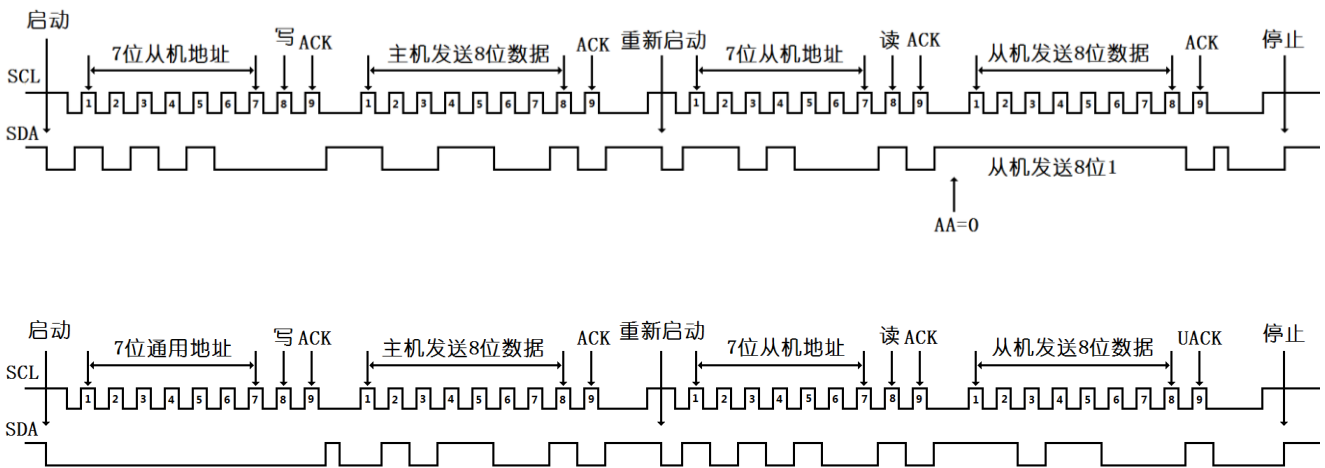 启动
7位从机地址 写 ACK 主机发送8位数据 ACK 重新启动 7位从机地址 读 ACK 从机发送8位数据 ACK 停止
SCL
1 2 3 4 5 6 7 8 9 1 2 3 4 5 6 7 8 9 1 2 3 4 5 6 7 8 9 1 2 3 4 5 6 7 8 9
SDA
从机发送8位1
AA=0
启动
7位通用地址 写 ACK 主机发送8位数据 ACK 重新启动 7位从机地址 读 ACK 从机发送8位数据 UACK 停止
SCL
1 2 3 4 5 6 7 8 9 1 2 3 4 5 6 7 8 9 1 2 3 4 5 6 7 8 9 1 2 3 4 5 6 7 8 9
SDA